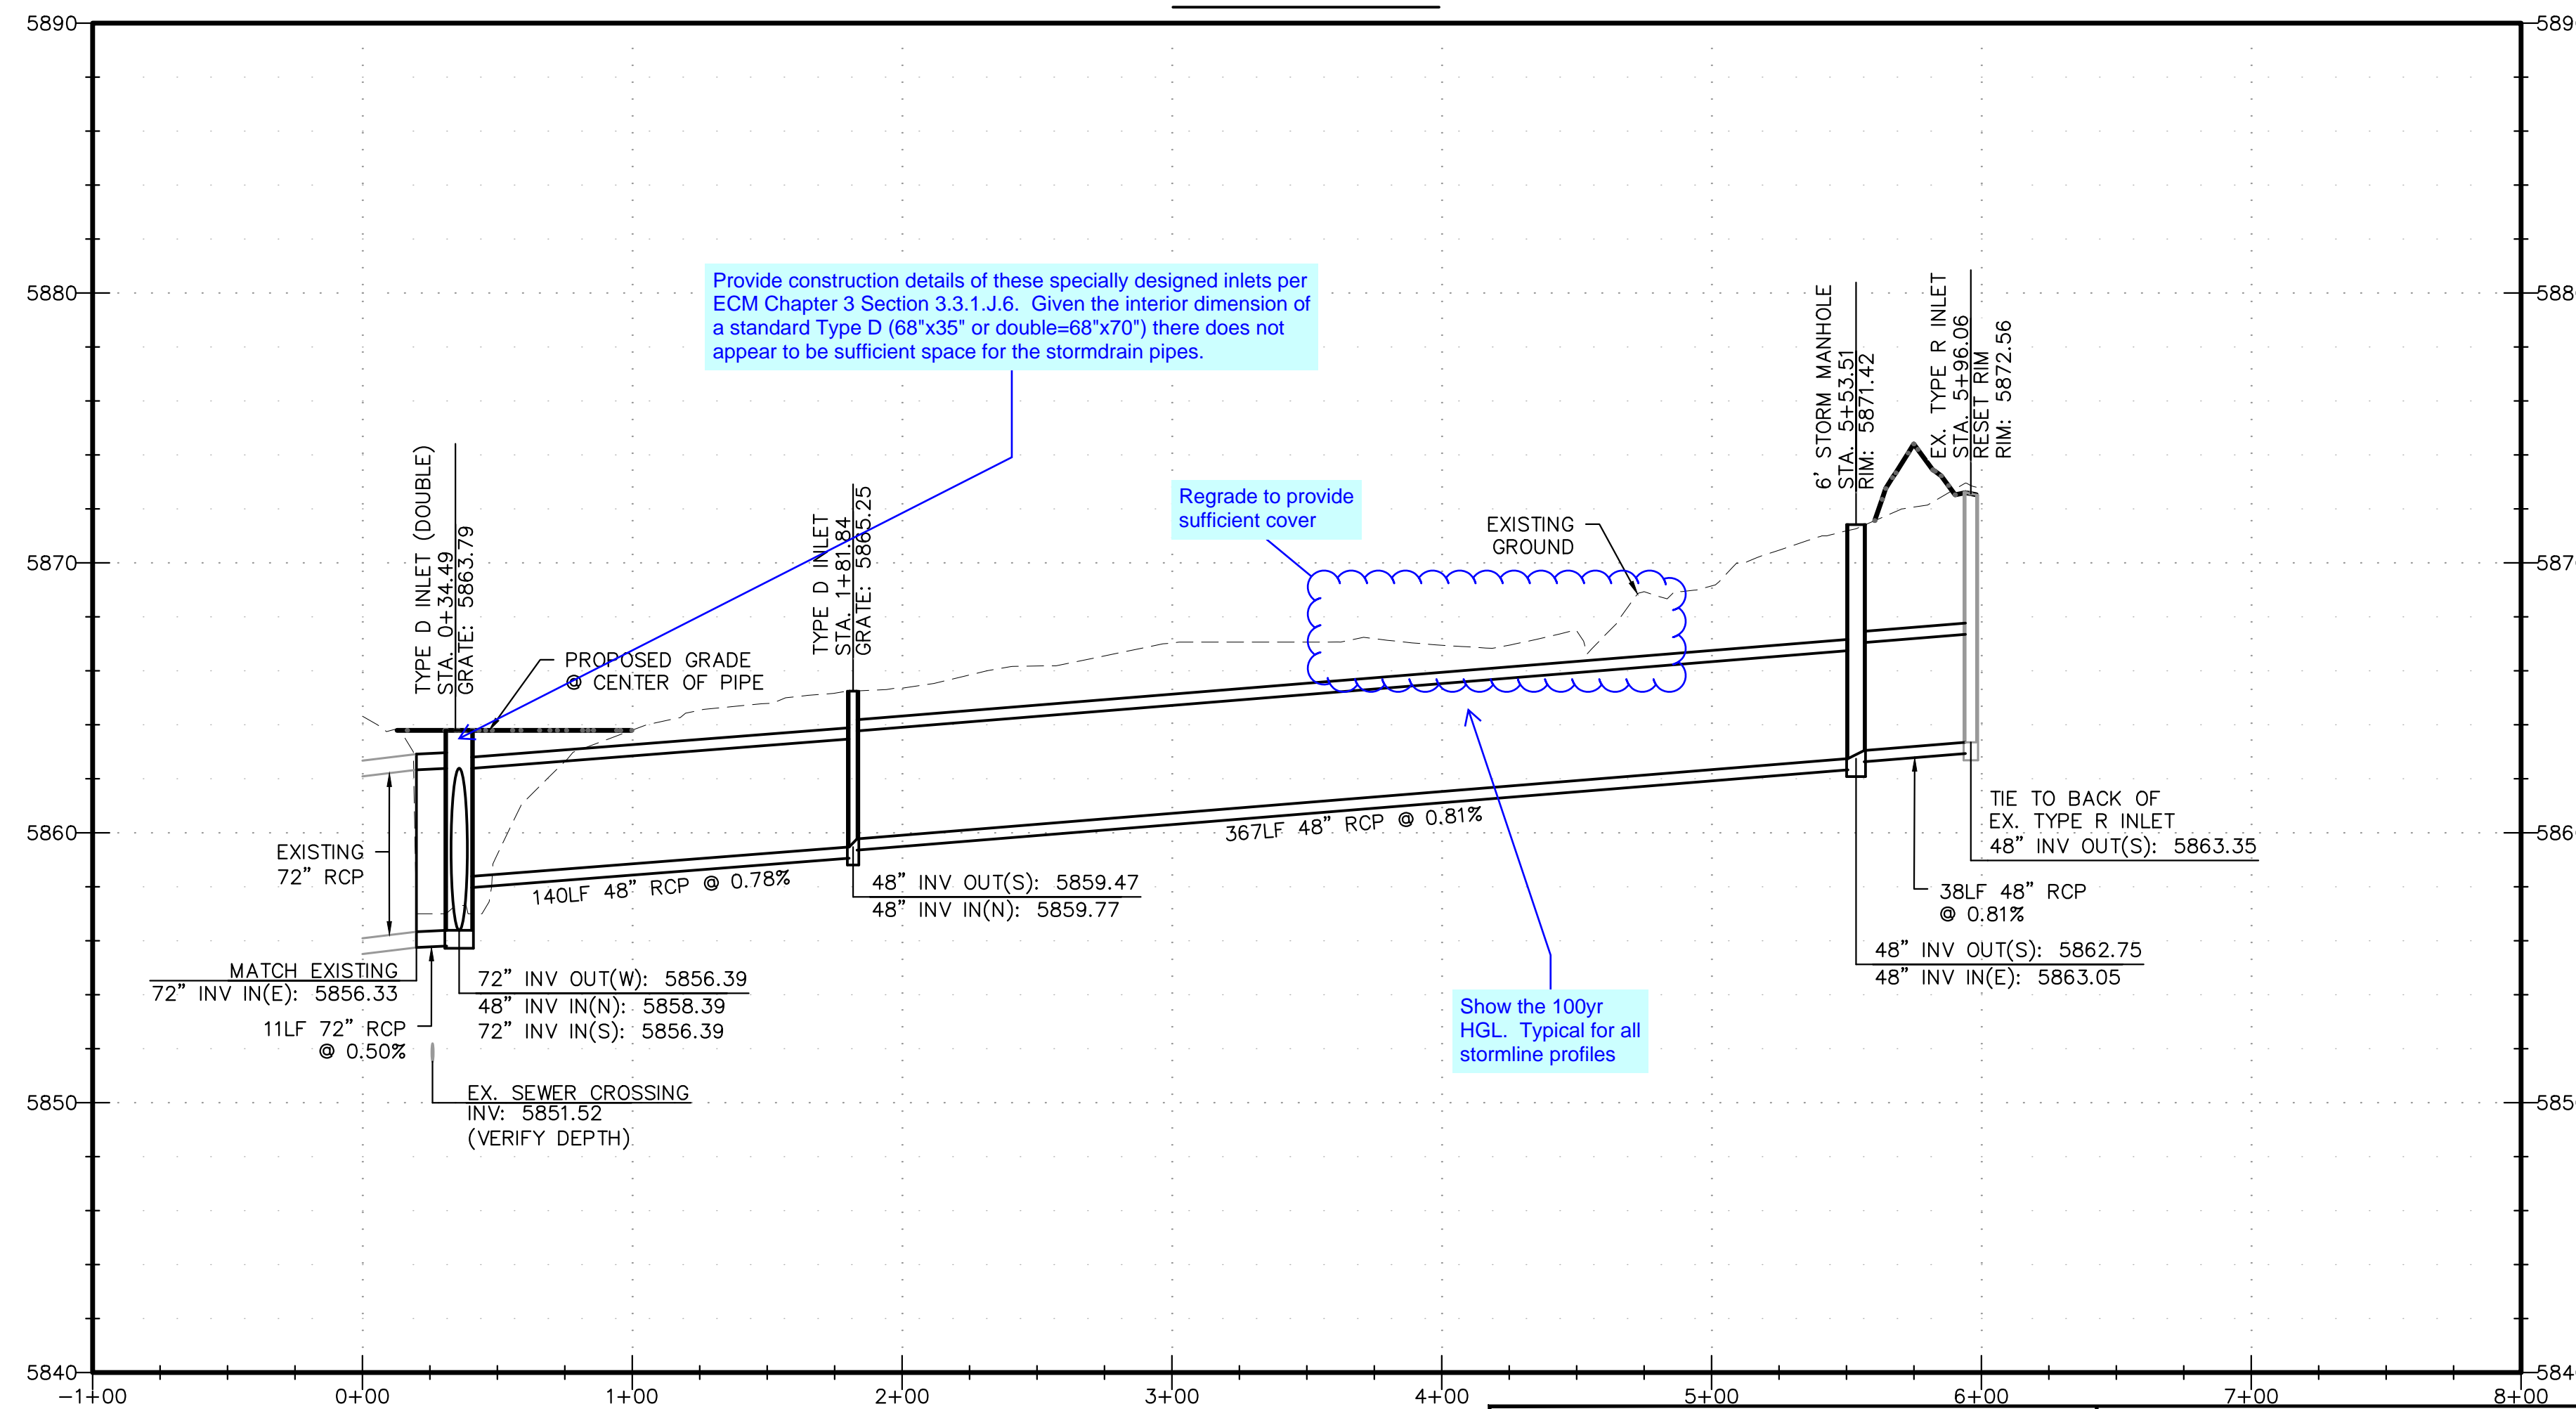 5890
5880
5870
5860
5850
5840
-1+00
0+00
1+00
2+00
3+00
4+00
5+00
6+00
7+00
8+00
589
588
587
586
585
584
Provide construction details of these specially designed inlets per
ECM Chapter 3 Section 3.3.1.J.6. Given the interior dimension of
a standard Type D (68"x35" or double=68"x70") there does not
appear to be sufficient space for the stormdrain pipes.
TYPE D INLET (DOUBLE)
STA. 0+34.49
GRATE: 5863.79
PROPOSED GRADE
@ CENTER OF PIPE
TYPE D INLET
STA. 1+81.84
GRATE: 5865.25
Regrade to provide
sufficient cover
EXISTING
GROUND
6' STORM MANHOLE
STA. 5+53.51
RIM: 5871.42
EX. TYPE R INLET
STA. 5+96.06
RESET RIM
RIM: 5872.56
EXISTING
72" RCP
140LF 48" RCP @ 0.78%
367LF 48" RCP @ 0.81%
48" INV OUT(S): 5859.47
48" INV IN(N): 5859.77
TIE TO BACK OF
EX. TYPE R INLET
48" INV OUT(S): 5863.35
38LF 48" RCP
@ 0.81%
48" INV OUT(S): 5862.75
48" INV IN(E): 5863.05
MATCH EXISTING
72" INV IN(E): 5856.33
72" INV OUT(W): 5856.39
48" INV IN(N): 5858.39
72" INV IN(S): 5856.39
11LF 72" RCP
@ 0.50%
Show the 100yr
HGL. Typical for all
stormline profiles
EX. SEWER CROSSING
INV: 5851.52
(VERIFY DEPTH)